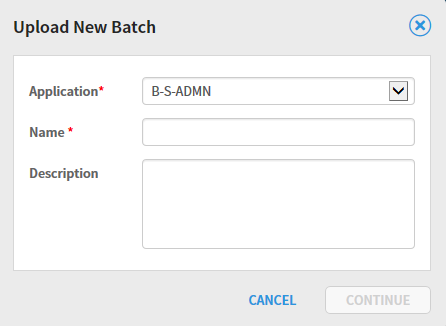 Upload New Batch
Application* B-S-ADMN
Name *
Description
CANCEL CONTINUE